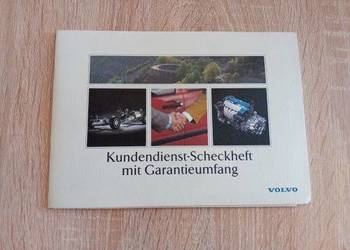 Kundendienst-Scheckheft
mit Garantieumfang
VOLVO